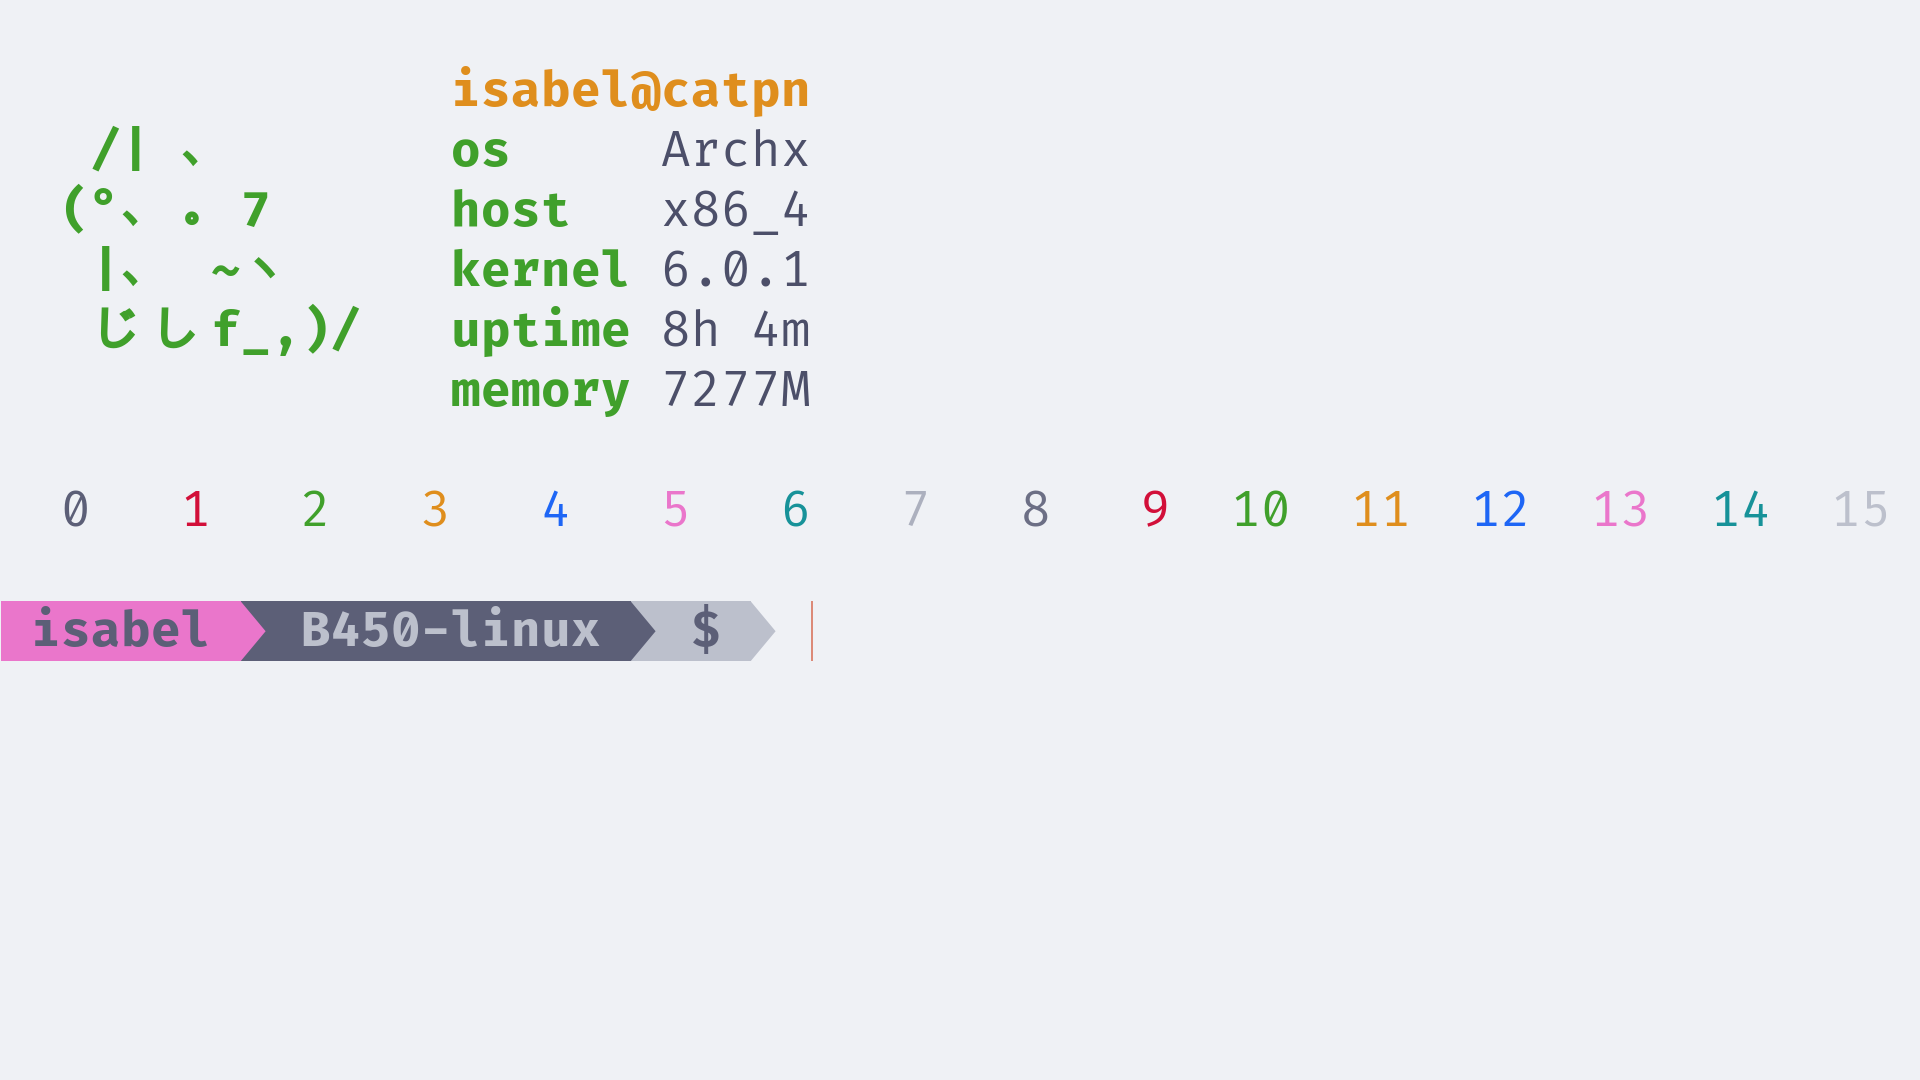 isabel@catpn
/| 、 os Archx
(°、 。7 host x86_4
|、 ~ヽ kernel 6.0.1
じしf_,)/ uptime 8h 4m
memory 7277M
0 1 2 3 4 5 6 7 8 9 10 11 12 13 14 15
isabel B450-linux $